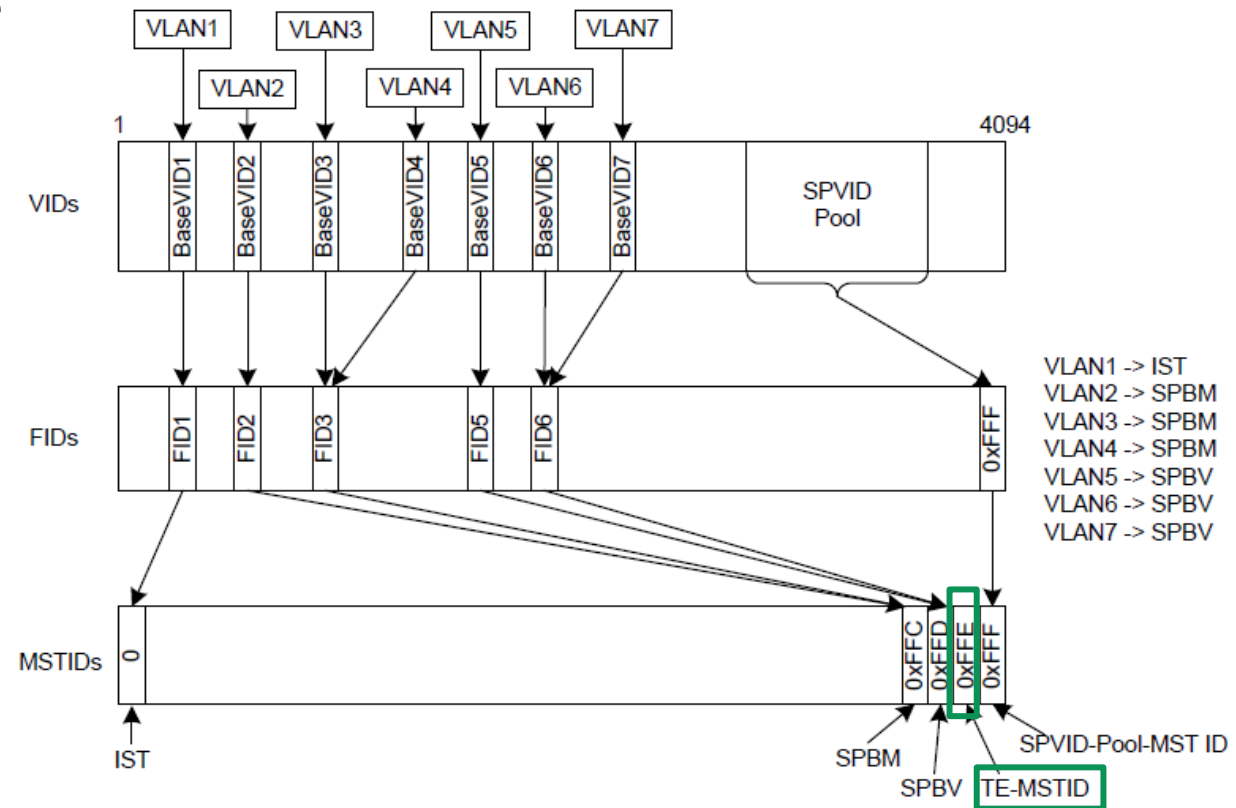 VLAN1
VLAN3
VLAN5
VLAN7
VLAN2
VLAN4
VLAN6
1
4094
VIDs
BaseVID1
BaseVID2
BaseVID3
BaseVID4
BaseVID5
BaseVID6
BaseVID7
SPVID
Pool
FIDs
FID1
FID2
FID3
FID5
FID6
0xFFF
VLAN1 -> IST
VLAN2 -> SPBM
VLAN3 -> SPBM
VLAN4 -> SPBM
VLAN5 -> SPBV
VLAN6 -> SPBV
VLAN7 -> SPBV
MSTIDs
0
0xFFC
0xFFD
0xFFE
0xFFF
IST
SPBM
SPBV
TE-MSTID
SPVID-Pool-MST ID